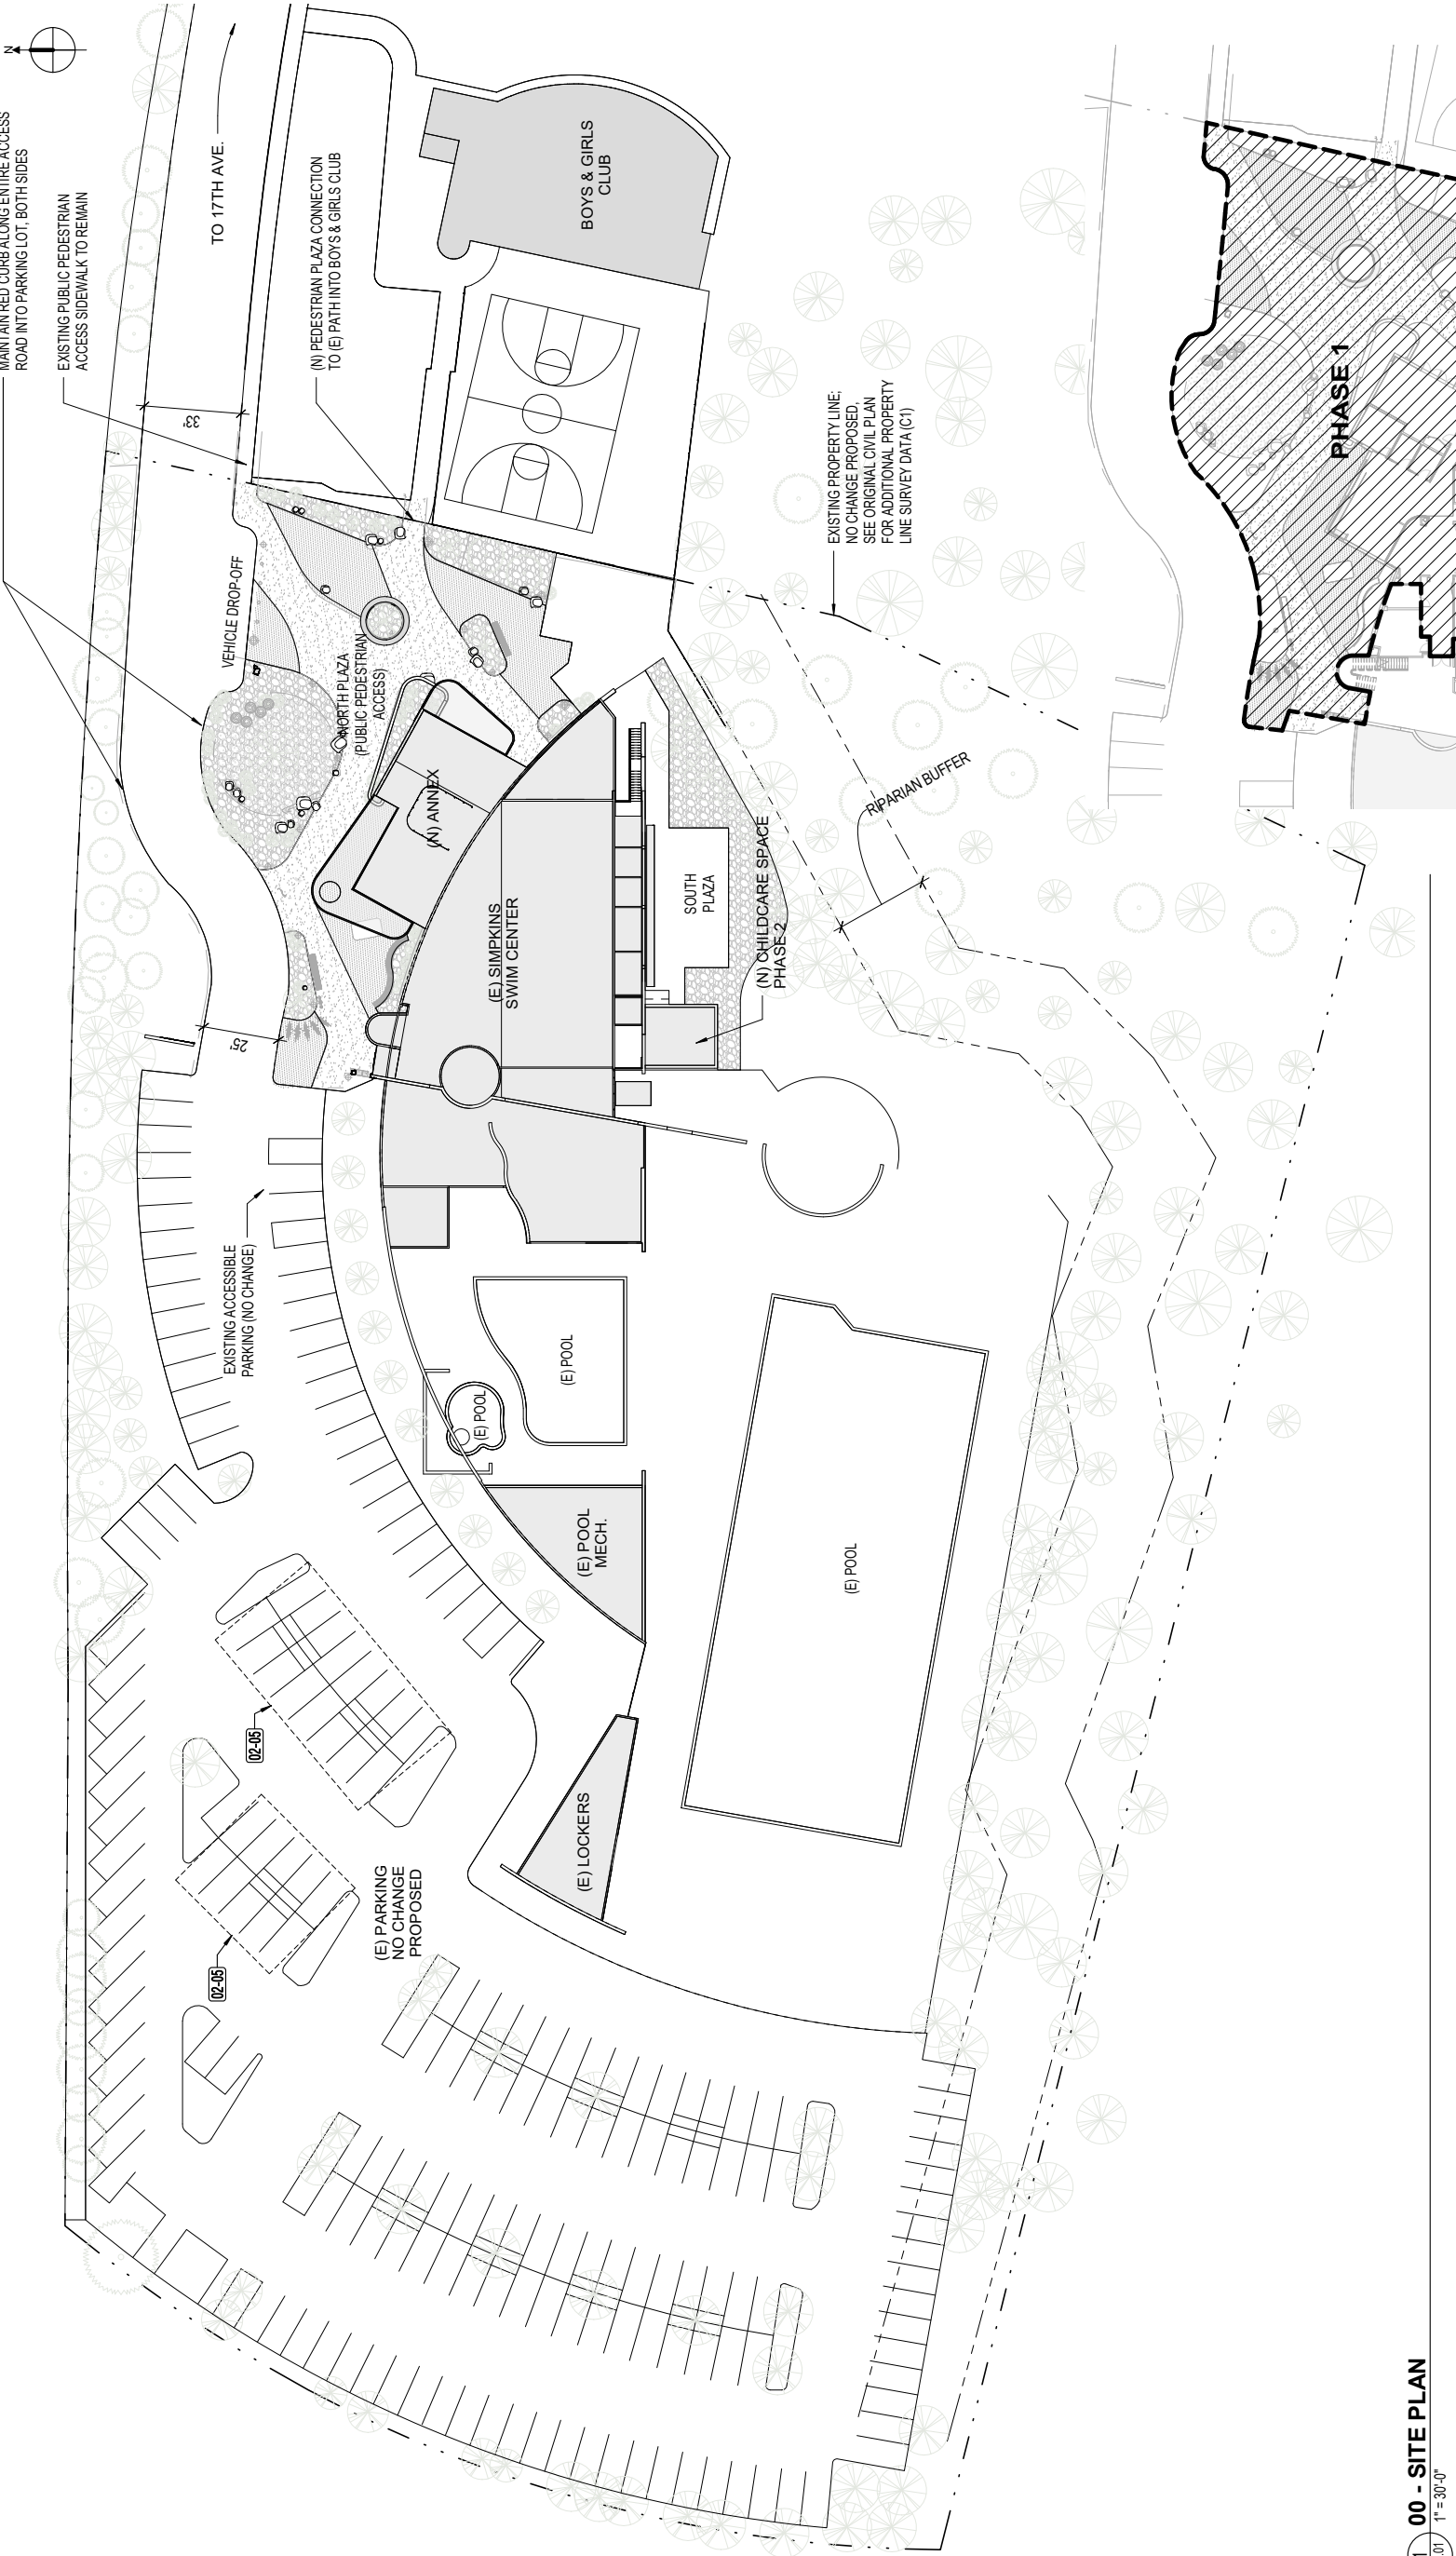 N
MAINTAIN RED CURB ALONG ENTIRE ACCESS
ROAD INTO PARKING LOT, BOTH SIDES
EXISTING PUBLIC PEDESTRIAN
ACCESS SIDEWALK TO REMAIN
TO 17TH AVE.
33'
(N) PEDESTRIAN PLAZA CONNECTION
TO (E) PATH INTO BOYS & GIRLS CLUB
BOYS & GIRLS
CLUB
VEHICLE DROP-OFF
NORTH PLAZA
(PUBLIC PEDESTRIAN
ACCESS)
(N) ANNEX
EXISTING PROPERTY LINE;
NO CHANGE PROPOSED,
SEE ORIGINAL CIVIL PLAN
FOR ADDITIONAL PROPERTY
LINE SURVEY DATA (C1)
RIPARIAN BUFFER
PHASE 1
(E) SIMPKINS
SWIM CENTER
SOUTH
PLAZA
(N) CHILDCARE SPACE
PHASE 2
25'
EXISTING ACCESSIBLE
PARKING (NO CHANGE)
(E) POOL
(E) POOL
(E) POOL
MECH.
(E) POOL
02-05
02-05
(E) LOCKERS
(E) PARKING
NO CHANGE
PROPOSED
1
00 - SITE PLAN
.01
1" = 30'-0"